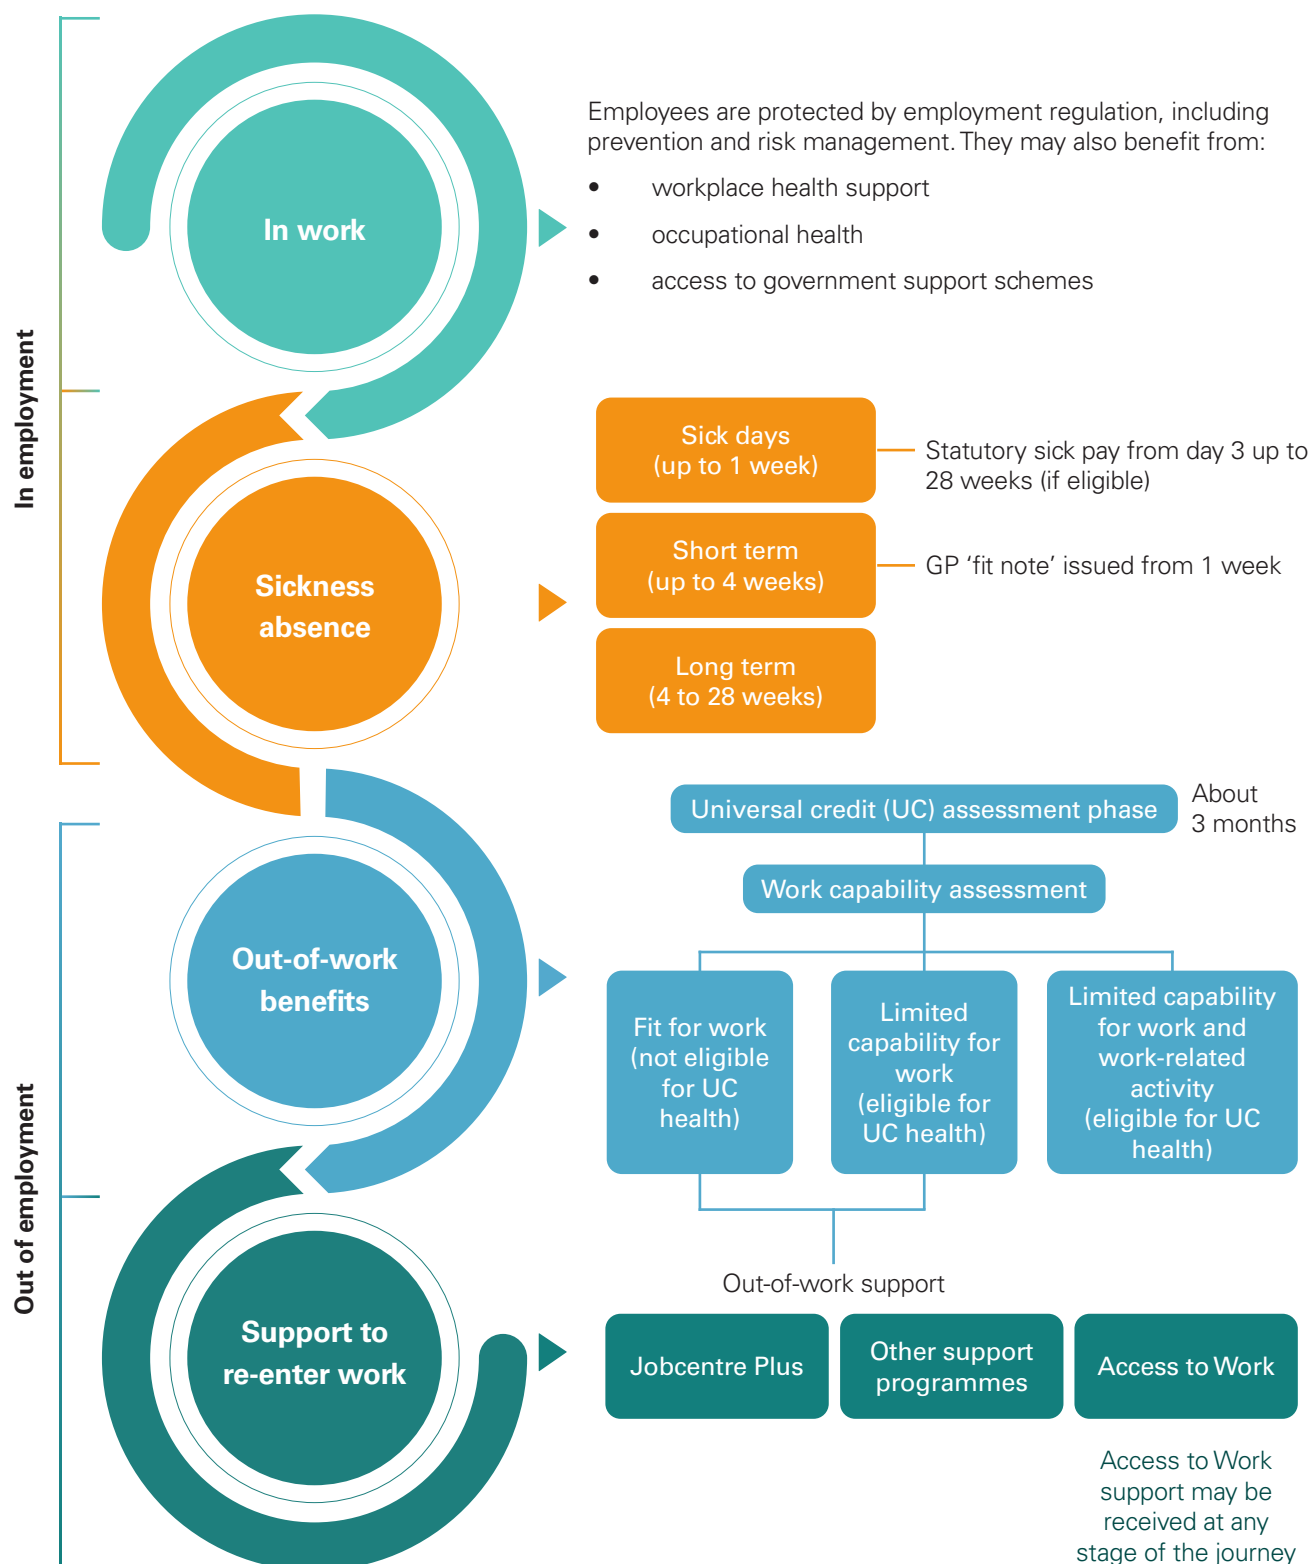 In employment
In work
Employees are protected by employment regulation, including
prevention and risk management. They may also benefit from:
• workplace health support
• occupational health
• access to government support schemes
Sickness
absence
Sick days
(up to 1 week)
Statutory sick pay from day 3 up to
28 weeks (if eligible)
Short term
(up to 4 weeks)
GP ‘fit note’ issued from 1 week
Long term
(4 to 28 weeks)
Out of employment
Out-of-work
benefits
Universal credit (UC) assessment phase
About
3 months
Work capability assessment
Fit for work
(not eligible
for UC
health)
Limited
capability for
work
(eligible for
UC health)
Limited capability
for work and
work-related
activity
(eligible for UC
health)
Out-of-work support
Support to
re-enter work
Jobcentre Plus
Other support
programmes
Access to Work
Access to Work
support may be
received at any
stage of the journey